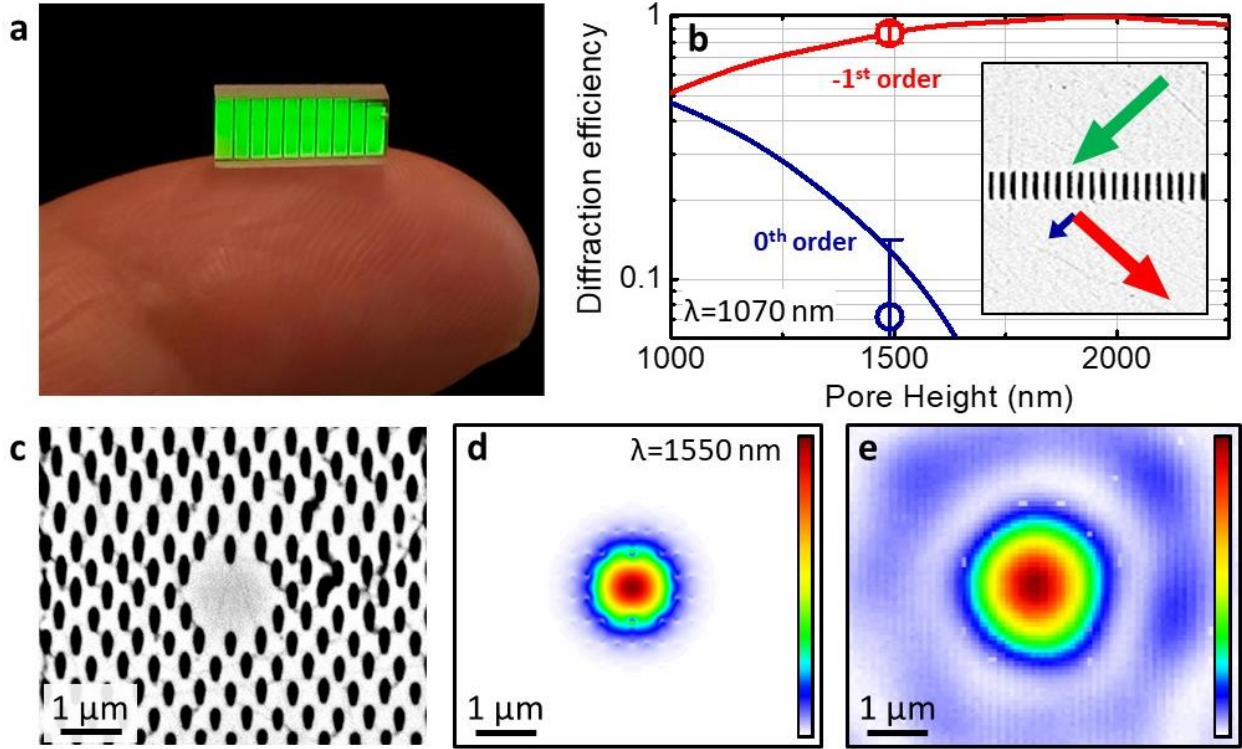 a
b
Diffraction efficiency
1
0.1
-1st order
0th order
λ=1070 nm
1000
1500
2000
Pore Height (nm)
c
1 μm
d
λ=1550 nm
1 μm
e
1 μm